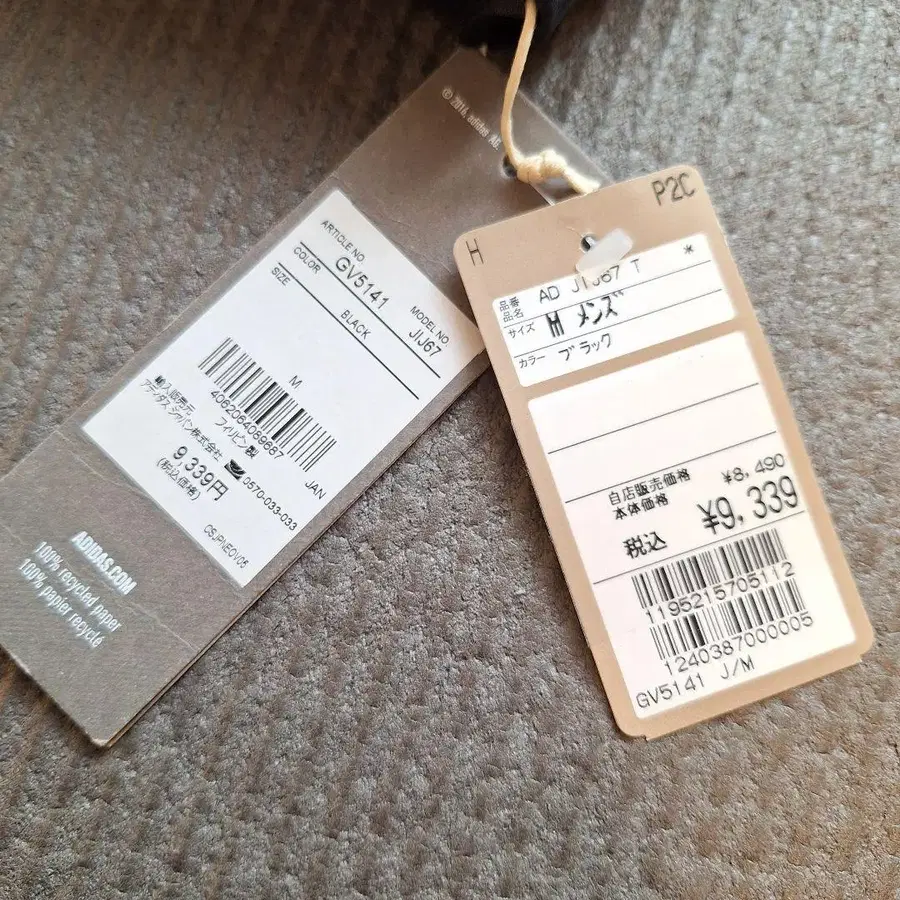 © 2016, adidas AG.
ARTICLE NO.
MODEL NO.
GV5141
JIJ67
COLOR
BLACK
SIZE
M
4062064069687
JAN
輸入販売元
フィリピン製
アディダス ジャパン株式会社
0570-033-033
9,339円
(税込価格)
CSJPNEOV05
ADIDAS.COM
100% recycled paper
100% papier recyclé
P2C
H
品番
品名 AD JIJ67 T *
サイズ M メンズ
カラー ブラック
自店販売価格
本体価格 ¥8,490
税込 ¥9,339
1195215705112
1240387000005
GV5141 J/M